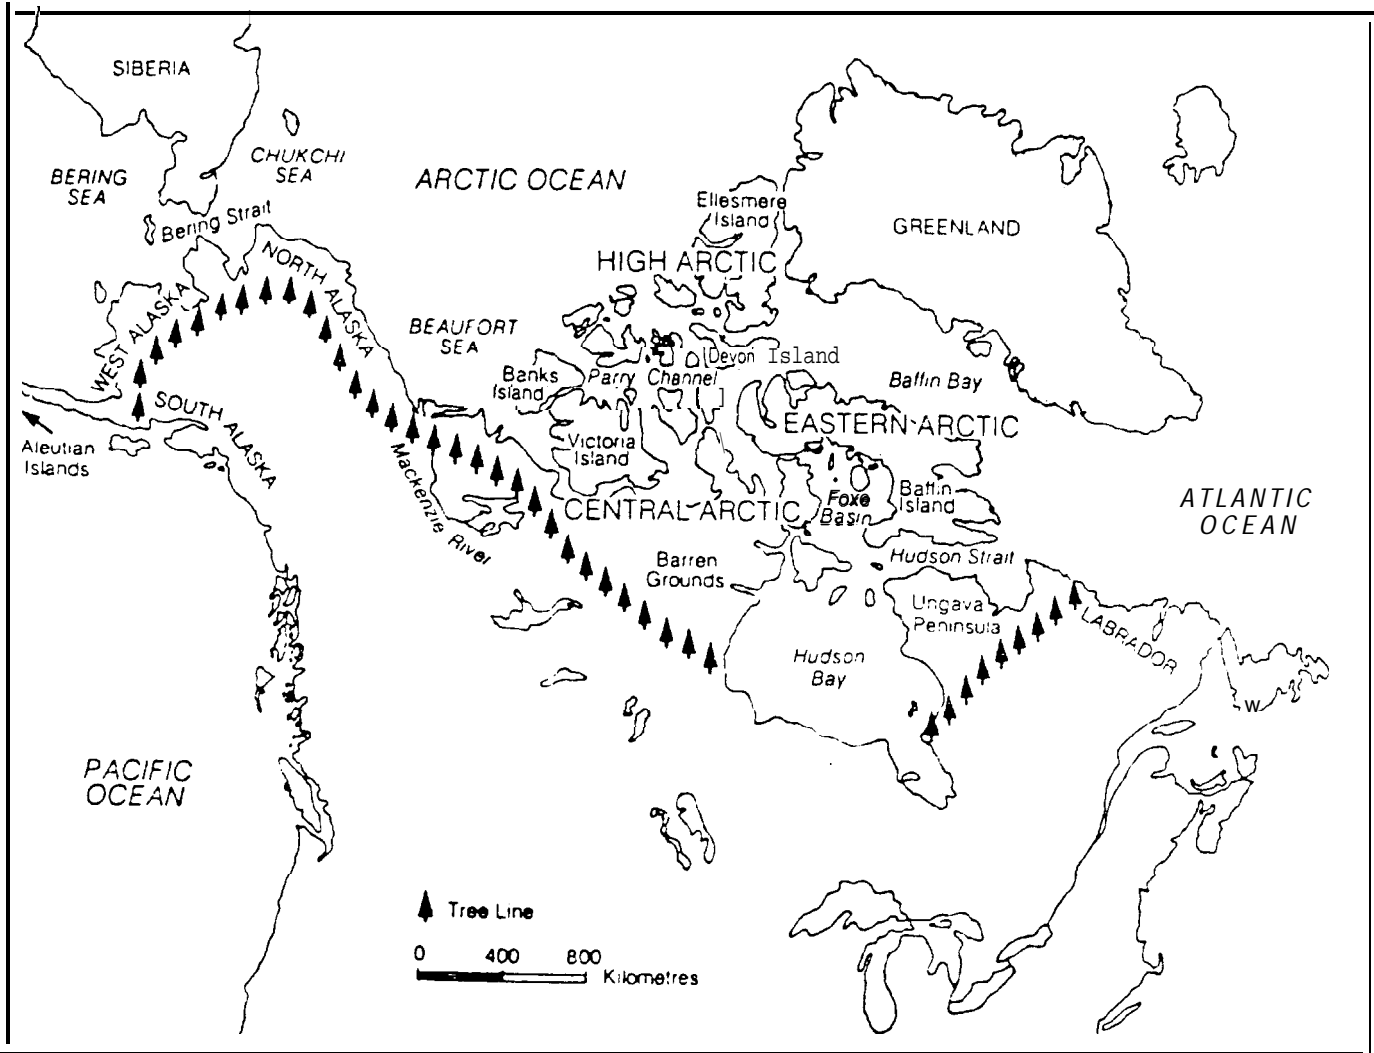 SIBERIA
CHUKCHI
SEA
BERING
SEA
ARCTIC OCEAN
Bering Strait
Ellesmere
Island
GREENLAND
HIGH ARCTIC
NORTH ALASKA
WEST ALASKA
BEAUFORT
SEA
Devon Island
Banks
Island
Parry Channel
Baffin Bay
SOUTH ALASKA
EASTERN ARCTIC
Aleutian
Islands
Victoria
Island
Mackenzie River
CENTRAL ARCTIC
Foxe
Basin
Baffin
Island
ATLANTIC
OCEAN
Barren
Grounds
Hudson Strait
Ungava
Peninsula
LABRADOR
Hudson
Bay
W
PACIFIC
OCEAN
Tree Line
0 400 800
Kilometres